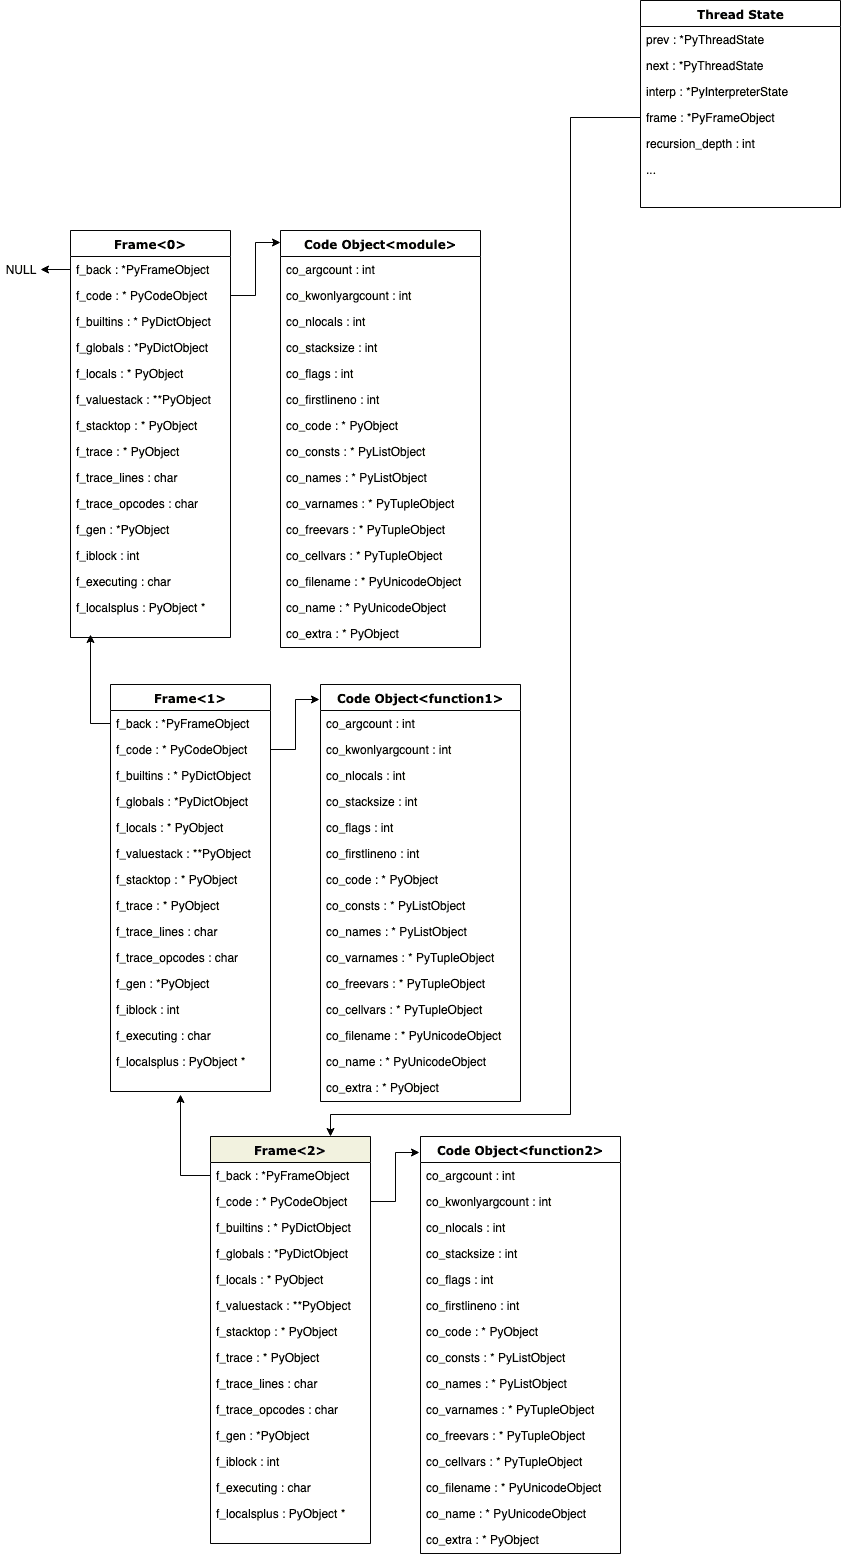 Thread State
prev : *PyThreadState
next : *PyThreadState
interp : *PyInterpreterState
frame : *PyFrameObject
recursion_depth : int
...
Frame<0>
NULL
f_back : *PyFrameObject
f_code : * PyCodeObject
f_builtins : * PyDictObject
f_globals : *PyDictObject
f_locals : * PyObject
f_valuestack : **PyObject
f_stacktop : * PyObject
f_trace : * PyObject
f_trace_lines : char
f_trace_opcodes : char
f_gen : *PyObject
f_iblock : int
f_executing : char
f_localsplus : PyObject *
Code Object<module>
co_argcount : int
co_kwonlyargcount : int
co_nlocals : int
co_stacksize : int
co_flags : int
co_firstlineno : int
co_code : * PyObject
co_consts : * PyListObject
co_names : * PyListObject
co_varnames : * PyTupleObject
co_freevars : * PyTupleObject
co_cellvars : * PyTupleObject
co_filename : * PyUnicodeObject
co_name : * PyUnicodeObject
co_extra : * PyObject
Frame<1>
f_back : *PyFrameObject
f_code : * PyCodeObject
f_builtins : * PyDictObject
f_globals : *PyDictObject
f_locals : * PyObject
f_valuestack : **PyObject
f_stacktop : * PyObject
f_trace : * PyObject
f_trace_lines : char
f_trace_opcodes : char
f_gen : *PyObject
f_iblock : int
f_executing : char
f_localsplus : PyObject *
Code Object<function1>
co_argcount : int
co_kwonlyargcount : int
co_nlocals : int
co_stacksize : int
co_flags : int
co_firstlineno : int
co_code : * PyObject
co_consts : * PyListObject
co_names : * PyListObject
co_varnames : * PyTupleObject
co_freevars : * PyTupleObject
co_cellvars : * PyTupleObject
co_filename : * PyUnicodeObject
co_name : * PyUnicodeObject
co_extra : * PyObject
Frame<2>
f_back : *PyFrameObject
f_code : * PyCodeObject
f_builtins : * PyDictObject
f_globals : *PyDictObject
f_locals : * PyObject
f_valuestack : **PyObject
f_stacktop : * PyObject
f_trace : * PyObject
f_trace_lines : char
f_trace_opcodes : char
f_gen : *PyObject
f_iblock : int
f_executing : char
f_localsplus : PyObject *
Code Object<function2>
co_argcount : int
co_kwonlyargcount : int
co_nlocals : int
co_stacksize : int
co_flags : int
co_firstlineno : int
co_code : * PyObject
co_consts : * PyListObject
co_names : * PyListObject
co_varnames : * PyTupleObject
co_freevars : * PyTupleObject
co_cellvars : * PyTupleObject
co_filename : * PyUnicodeObject
co_name : * PyUnicodeObject
co_extra : * PyObject